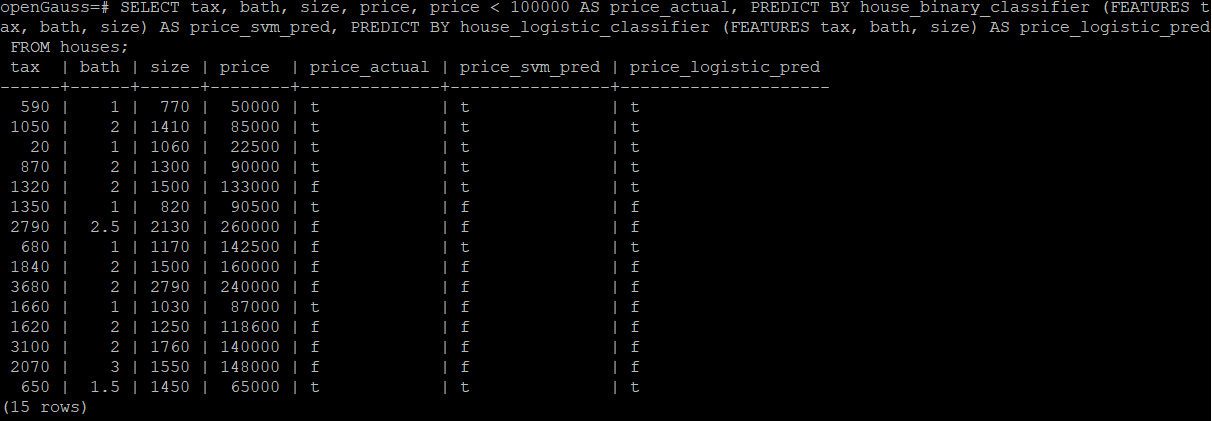 openGauss=# SELECT tax, bath, size, price, price < 100000 AS price_actual, PREDICT BY house_binary_classifier (FEATURES t
ax, bath, size) AS price_svm_pred, PREDICT BY house_logistic_classifier (FEATURES tax, bath, size) AS price_logistic_pred
 FROM houses;
 tax  | bath | size | price  | price_actual | price_svm_pred | price_logistic_pred
------+------+------+--------+--------------+----------------+---------------------
  590 |    1 |  770 |  50000 | t            | t              | t
 1050 |    2 | 1410 |  85000 | t            | t              | t
   20 |    1 | 1060 |  22500 | t            | t              | t
  870 |    2 | 1300 |  90000 | t            | t              | t
 1320 |    2 | 1500 | 133000 | f            | t              | t
 1350 |    1 |  820 |  90500 | t            | f              | f
 2790 |  2.5 | 2130 | 260000 | f            | f              | f
  680 |    1 | 1170 | 142500 | f            | t              | t
 1840 |    2 | 1500 | 160000 | f            | f              | f
 3680 |    2 | 2790 | 240000 | f            | f              | f
 1660 |    1 | 1030 |  87000 | t            | f              | f
 1620 |    2 | 1250 | 118600 | f            | f              | f
 3100 |    2 | 1760 | 140000 | f            | f              | f
 2070 |    3 | 1550 | 148000 | f            | f              | f
  650 |  1.5 | 1450 |  65000 | t            | t              | t
(15 rows)